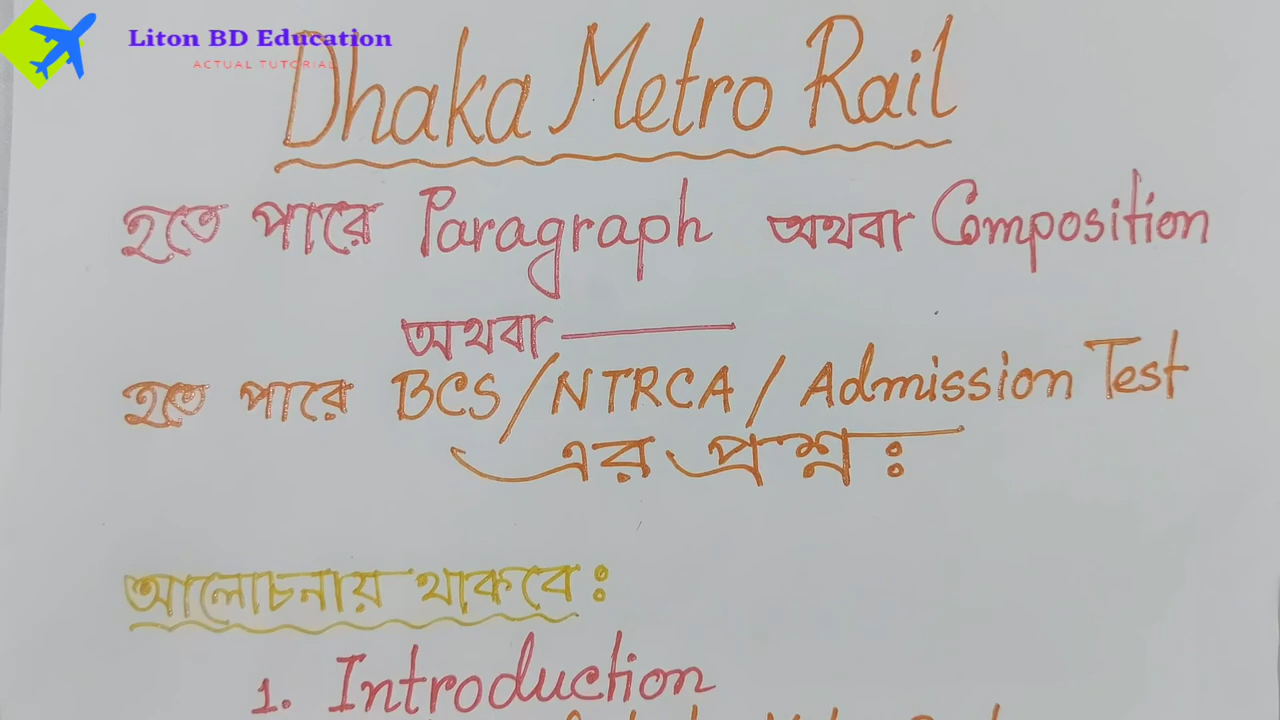 Liton BD Education
ACTUAL TUTORIAL
Dhaka Metro Rail
হতে পারে Paragraph অথবা Composition
অথবা
হতে পারে BCS/NTRCA/Admission Test
এর প্রশ্ন:
আলোচনায় থাকবে:
1. Introduction